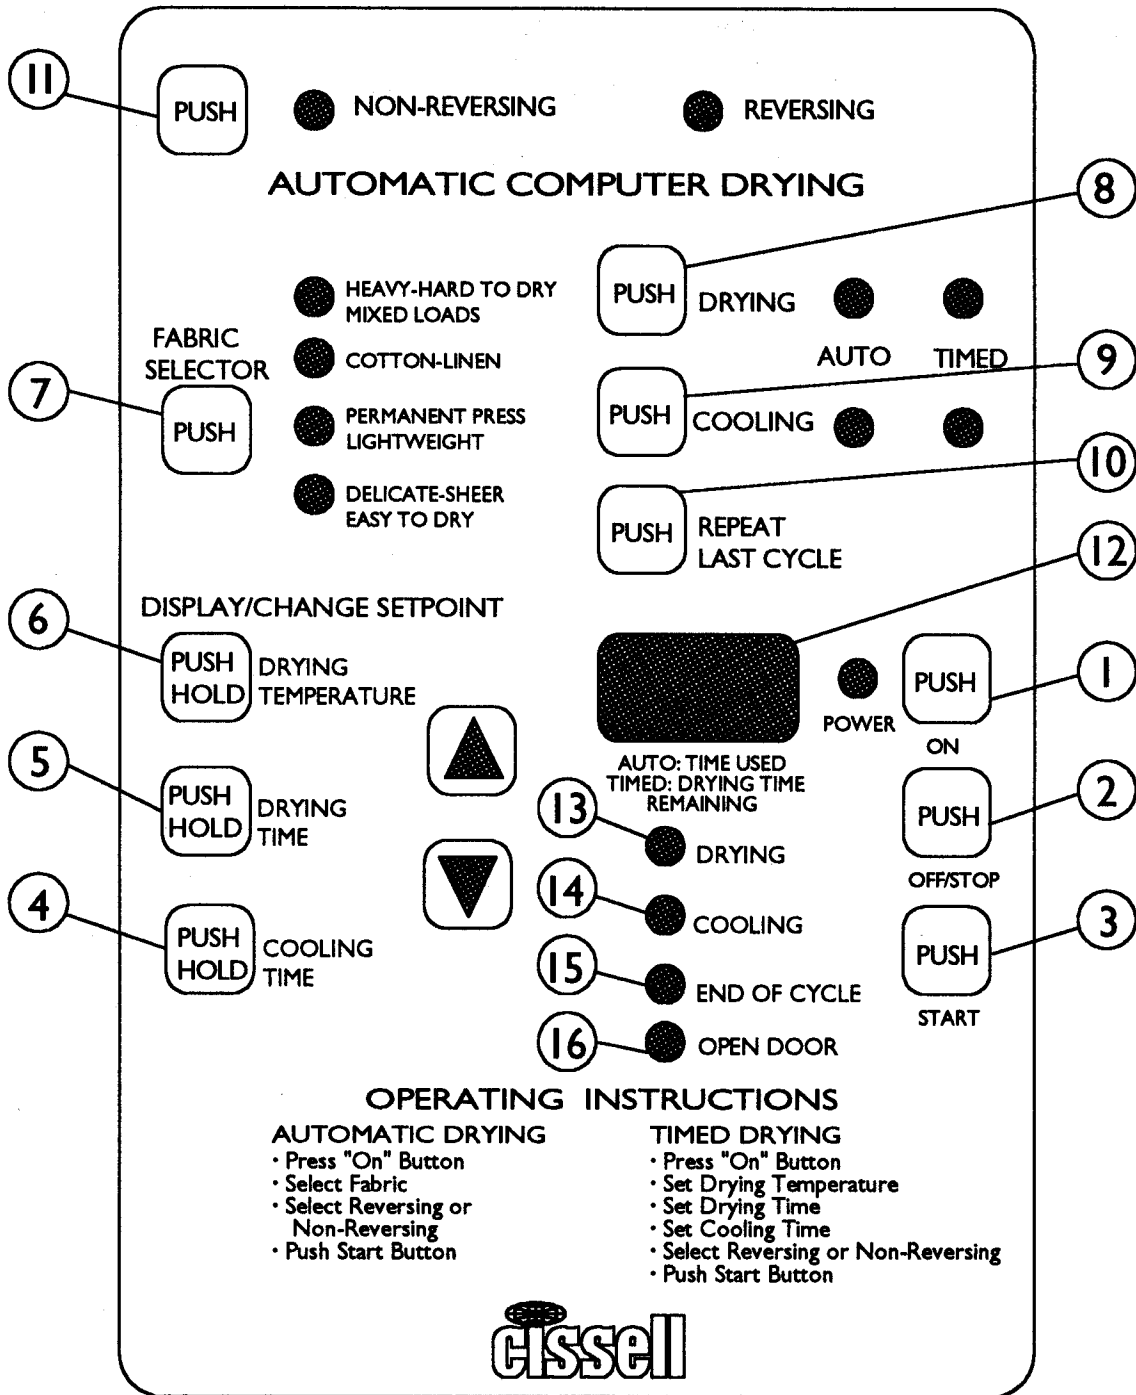 11
PUSH
NON-REVERSING
REVERSING
AUTOMATIC COMPUTER DRYING
8
HEAVY-HARD TO DRY
MIXED LOADS
COTTON-LINEN
PERMANENT PRESS
LIGHTWEIGHT
DELICATE-SHEER
EASY TO DRY
FABRIC
SELECTOR
7
PUSH
PUSH
DRYING
AUTO
TIMED
9
PUSH
COOLING
10
PUSH
REPEAT
LAST CYCLE
12
DISPLAY/CHANGE SETPOINT
6
PUSH
HOLD
DRYING
TEMPERATURE
5
PUSH
HOLD
DRYING
TIME
4
PUSH
HOLD
COOLING
TIME
POWER
PUSH
ON
1
AUTO: TIME USED
TIMED: DRYING TIME
REMAINING
PUSH
OFF/STOP
2
PUSH
START
3
13
DRYING
14
COOLING
15
END OF CYCLE
16
OPEN DOOR
OPERATING INSTRUCTIONS
AUTOMATIC DRYING
· Press "On" Button
· Select Fabric
· Select Reversing or
Non-Reversing
· Push Start Button
TIMED DRYING
· Press "On" Button
· Set Drying Temperature
· Set Drying Time
· Set Cooling Time
· Select Reversing or Non-Reversing
· Push Start Button
cissell